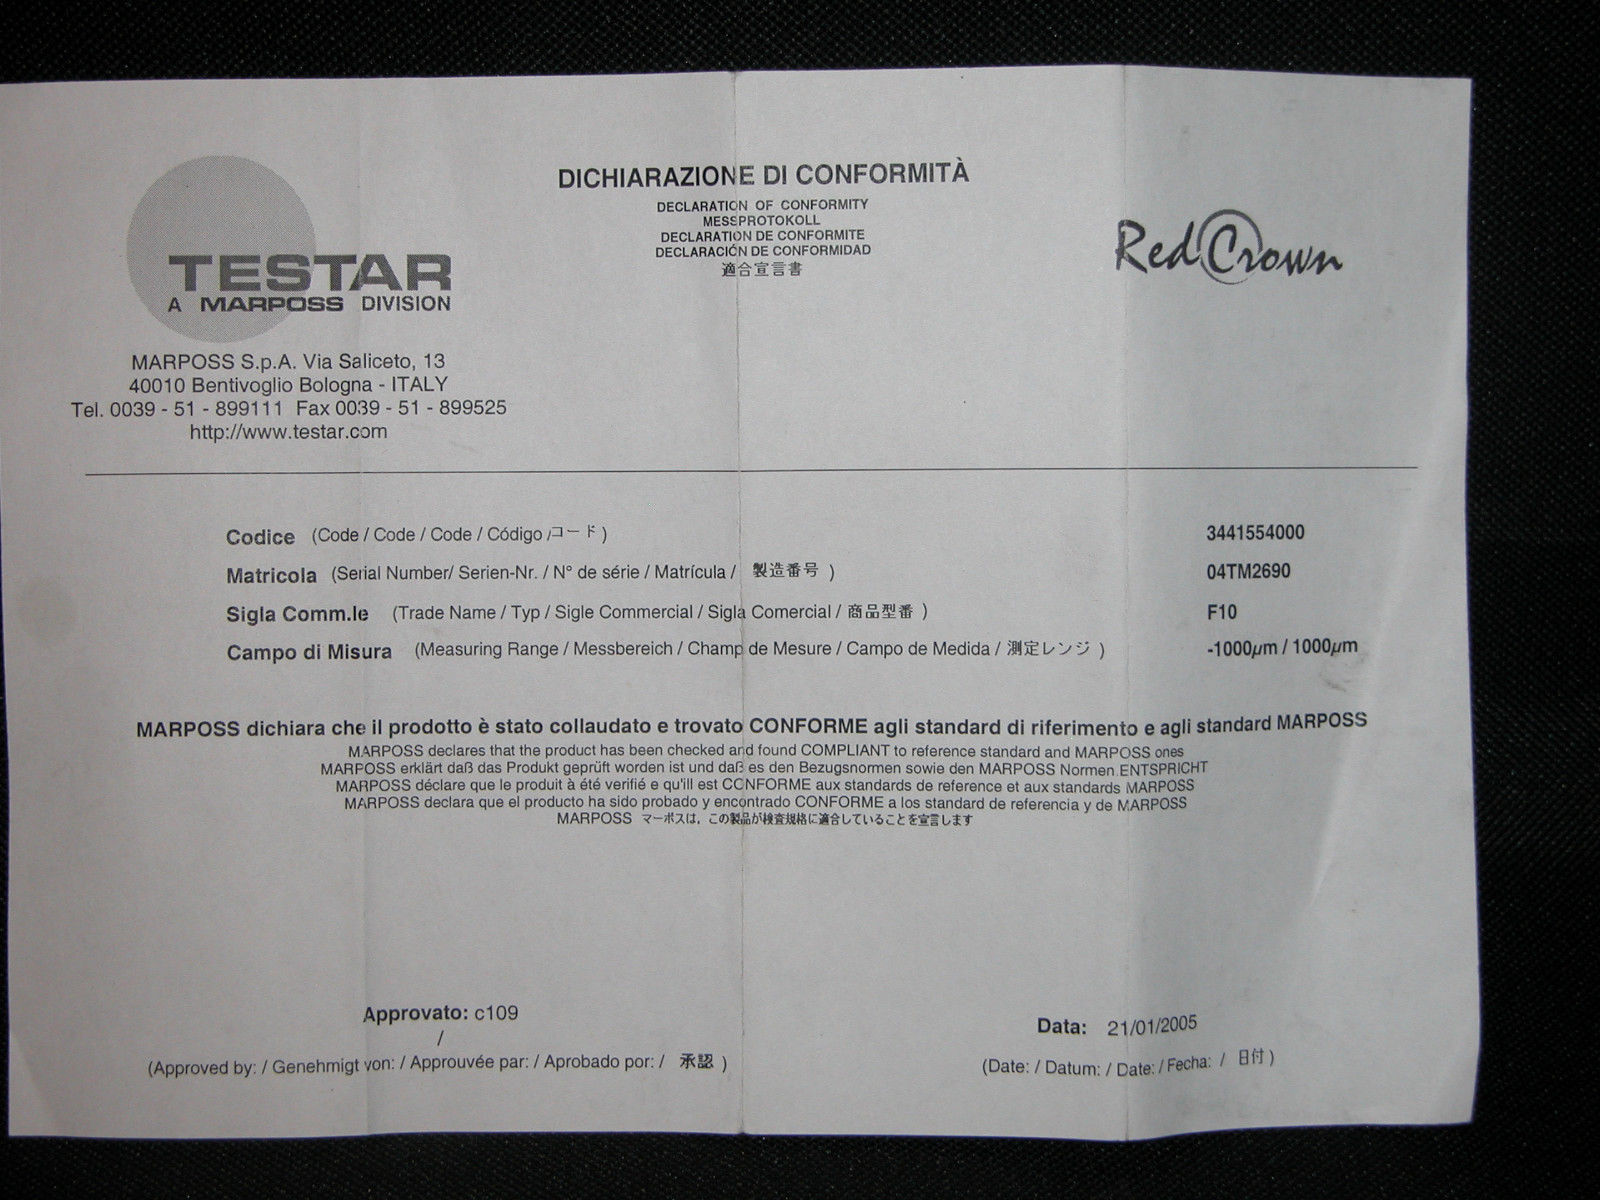 TESTAR
A MARPOSS DIVISION
MARPOSS S.p.A. Via Saliceto, 13
40010 Bentivoglio Bologna - ITALY
Tel. 0039 - 51 - 899111 Fax 0039 - 51 - 899525
http://www.testar.com
DICHIARAZIONE DI CONFORMITÀ
DECLARATION OF CONFORMITY
MESSPROTOKOLL
DECLARATION DE CONFORMITE
DECLARACIÓN DE CONFORMIDAD
適合宣言書
Red Crown
Codice (Code / Code / Code / Código /コード ) 3441554000
Matricola (Serial Number/ Serien-Nr. / N° de série / Matrícula / 製造番号 ) 04TM2690
Sigla Comm.le (Trade Name / Typ / Sigle Commercial / Sigla Comercial / 商品型番 ) F10
Campo di Misura (Measuring Range / Messbereich / Champ de Mesure / Campo de Medida / 測定レンジ ) -1000µm / 1000µm
MARPOSS dichiara che il prodotto è stato collaudato e trovato CONFORME agli standard di riferimento e agli standard MARPOSS
MARPOSS declares that the product has been checked and found COMPLIANT to reference standard and MARPOSS ones
MARPOSS erklärt daß das Produkt geprüft worden ist und daß es den Bezugsnormen sowie den MARPOSS Normen ENTSPRICHT
MARPOSS déclare que le produit à été verifié e qu'ill est CONFORME aux standards de reference et aux standards MARPOSS
MARPOSS declara que el producto ha sido probado y encontrado CONFORME a los standard de referencia y de MARPOSS
MARPOSS マーポスは, この製品が検査規格に適合していることを宣言します
Approvato: c109
/
(Approved by: / Genehmigt von: / Approuvée par: / Aprobado por: / 承認 )
Data: 21/01/2005
(Date: / Datum: / Date: / Fecha: / 日付 )